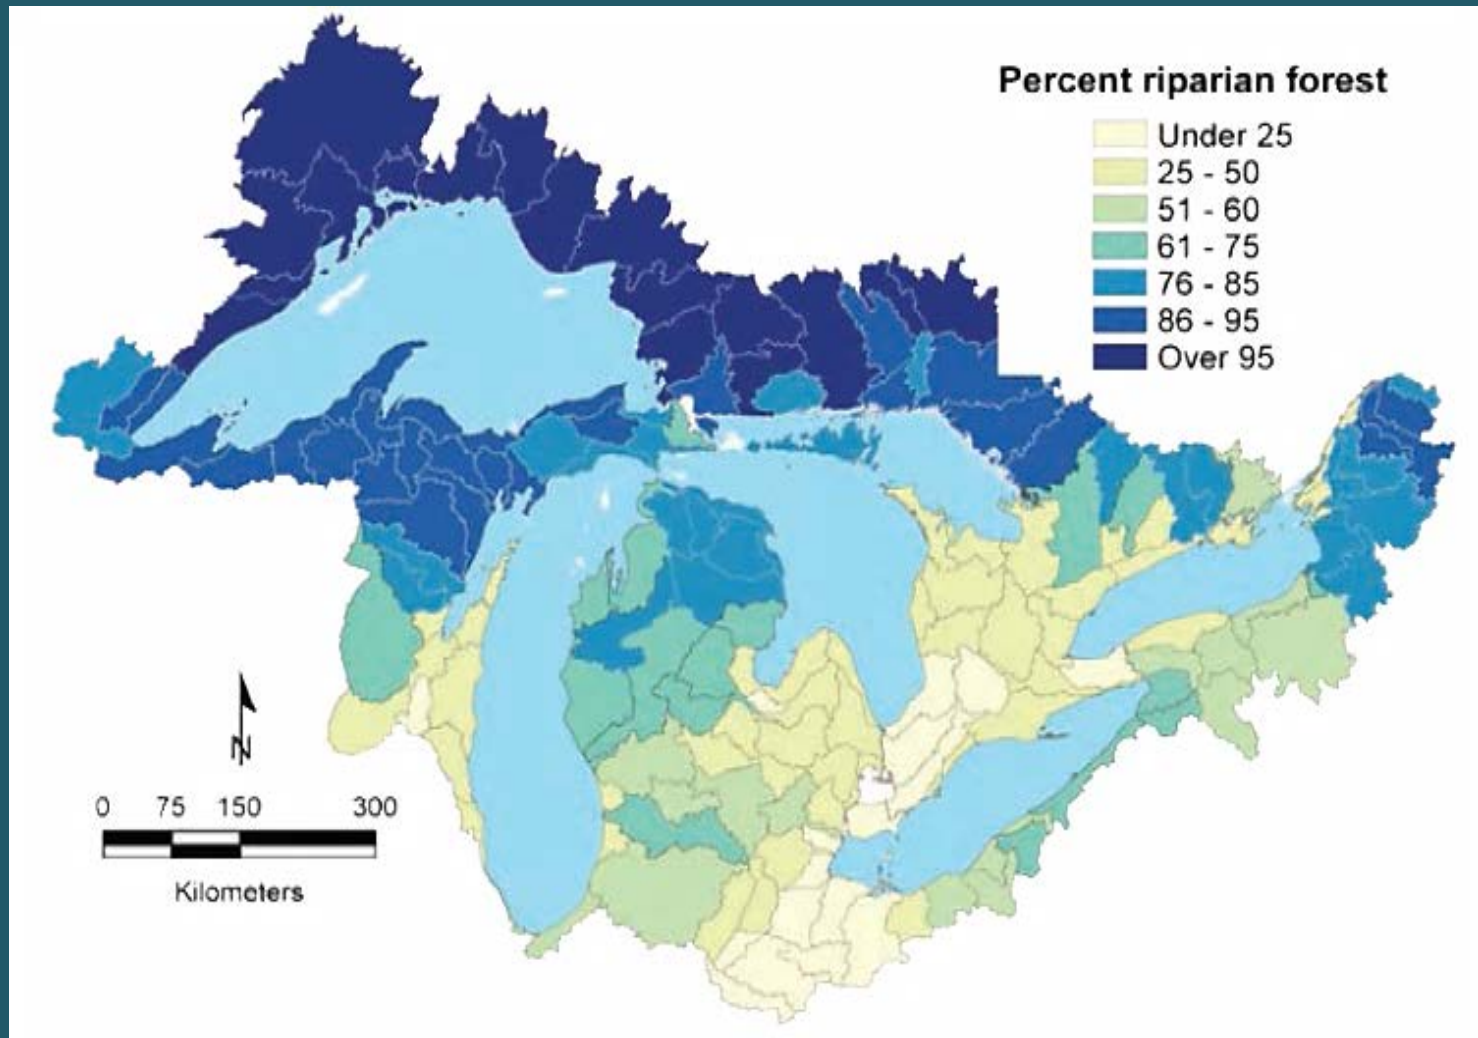 Percent riparian forest
Under 25
25 - 50
51 - 60
61 - 75
76 - 85
86 - 95
Over 95
N
0 75 150 300
Kilometers